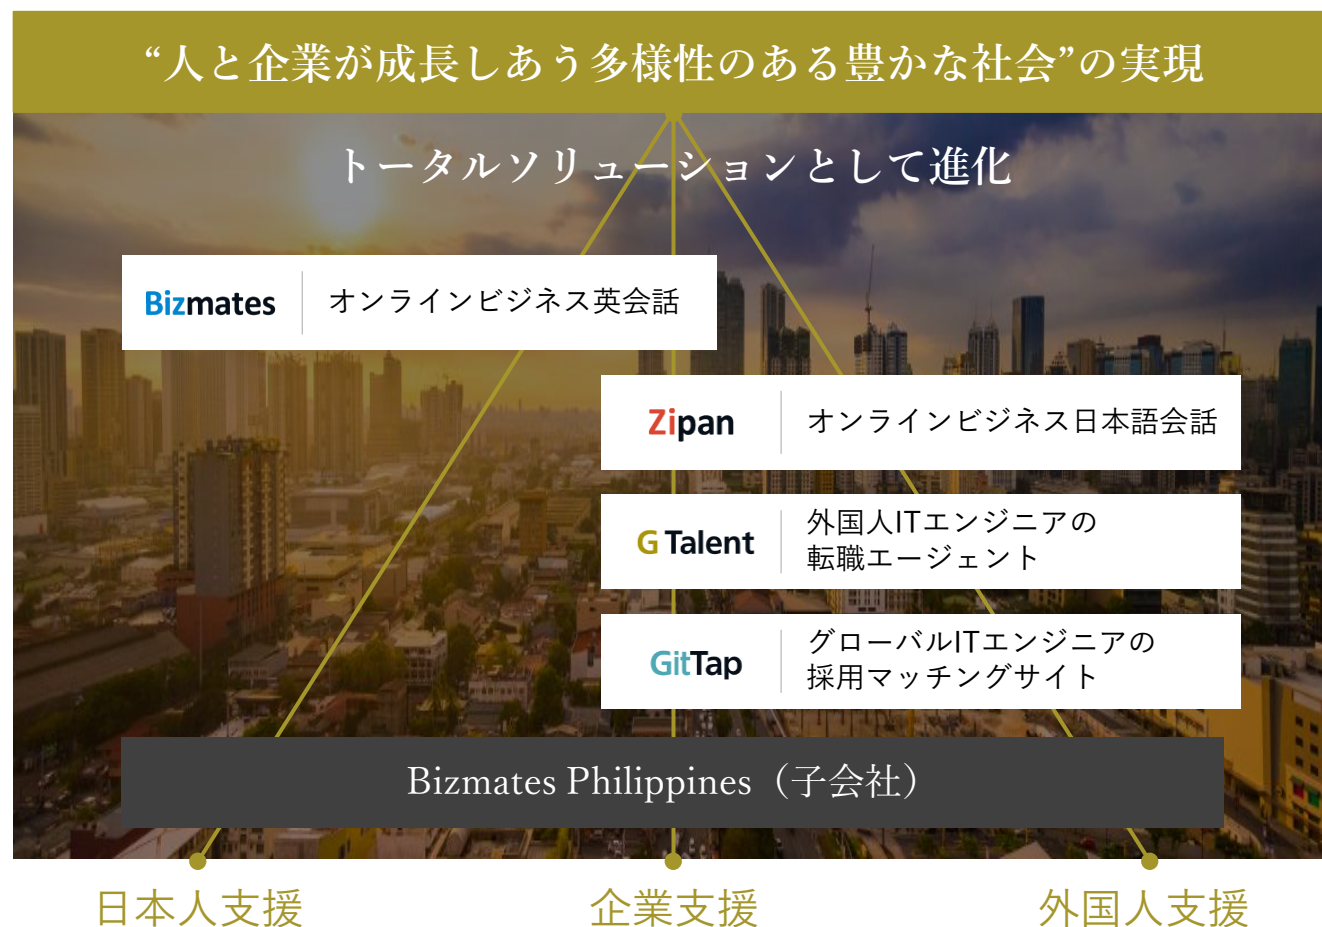 “人と企業が成長しあう多様性のある豊かな社会”の実現
トータルソリューションとして進化
Bizmates
オンラインビジネス英会話
Zipan
オンラインビジネス日本語会話
G Talent
外国人ITエンジニアの
転職エージェント
GitTap
グローバルITエンジニアの
採用マッチングサイト
Bizmates Philippines（子会社）
日本人支援
企業支援
外国人支援